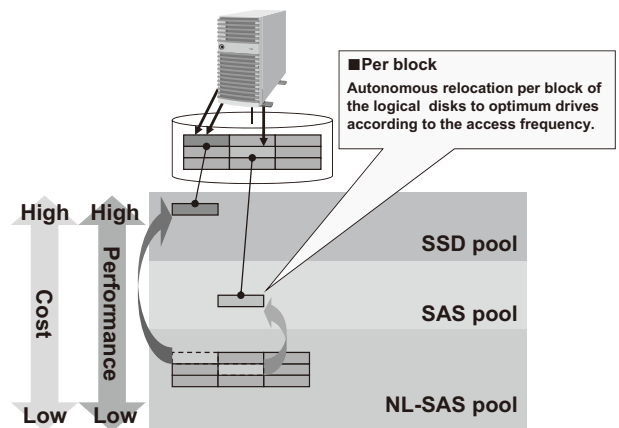 ■Per block
Autonomous relocation per block of
the logical disks to optimum drives
according to the access frequency.
High
High
SSD pool
Cost
Performance
SAS pool
NL-SAS pool
Low
Low